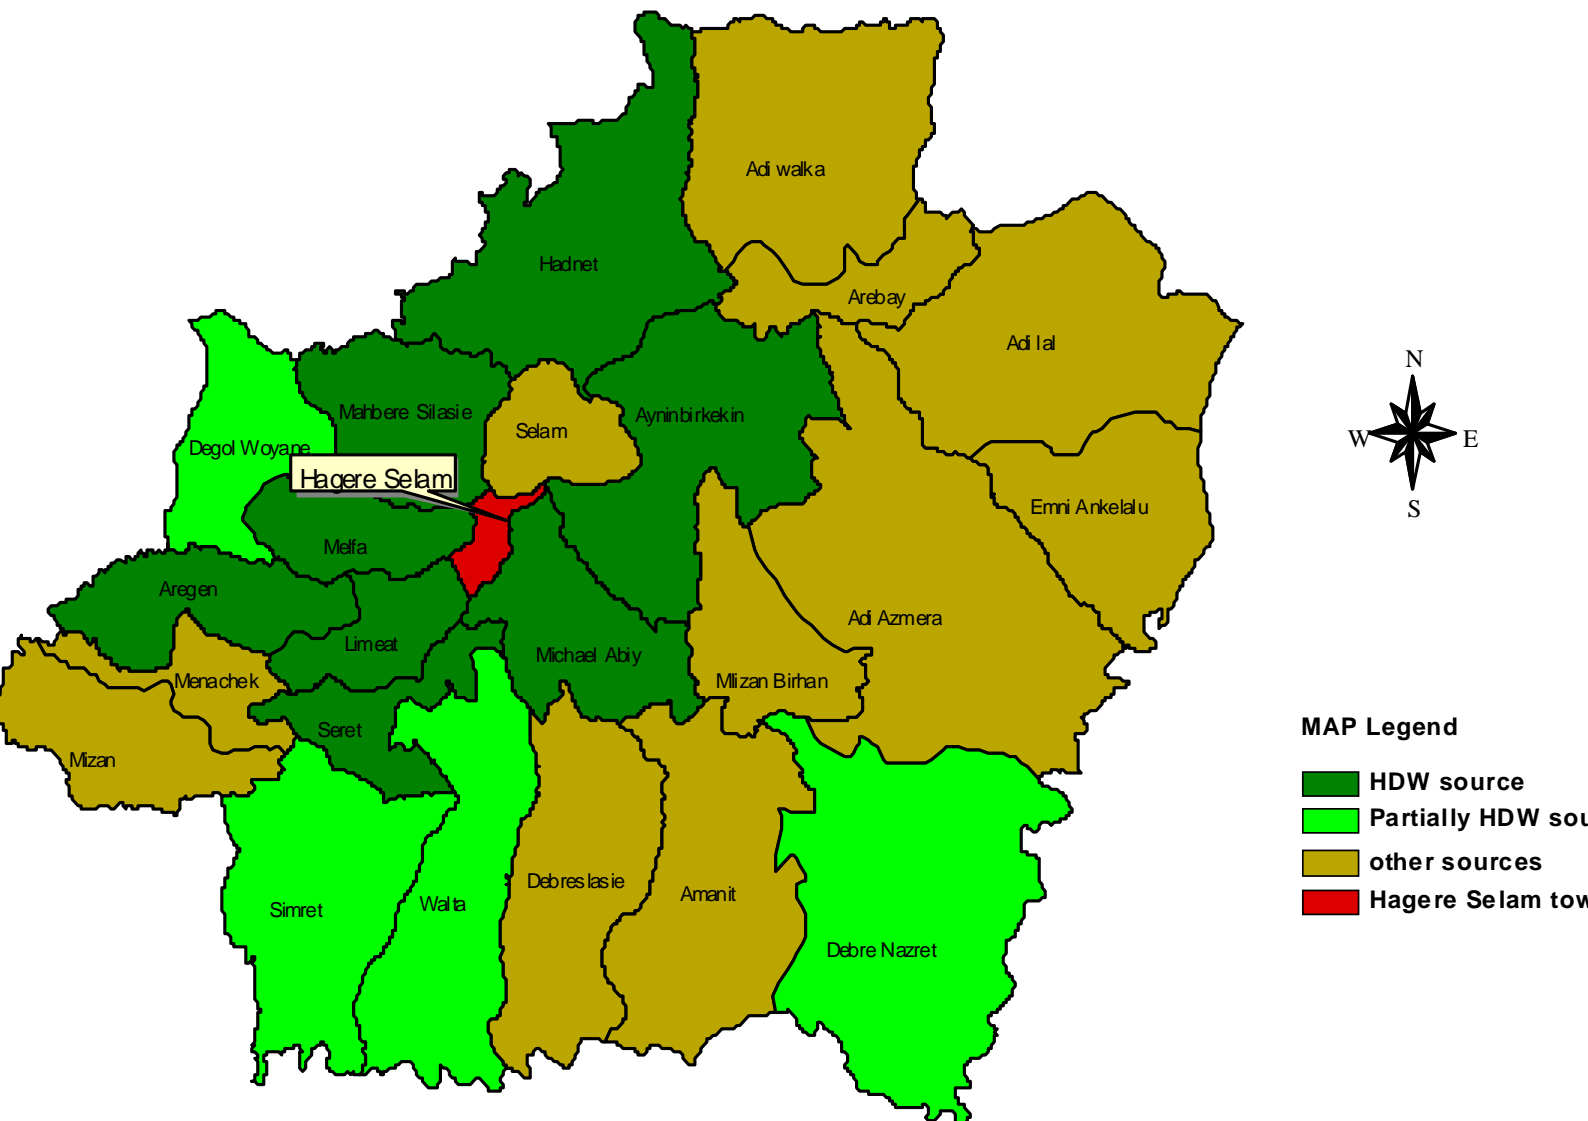 Adi walka
Hadnet
Arebay
Adi lal
N
W
E
S
Mahbere Silasie
Ayninbirkekin
Selam
Degol Woyane
Hagere Selam
Emni Ankelalu
Melfa
Aregen
Adi Azmera
Limeat
Michael Abiy
Menachek
Mizan Birhan
Seret
Mizan
MAP Legend
HDW source
Partially HDW sou
other sources
Hagere Selam tow
Debreslasie
Amanit
Walta
Simret
Debre Nazret